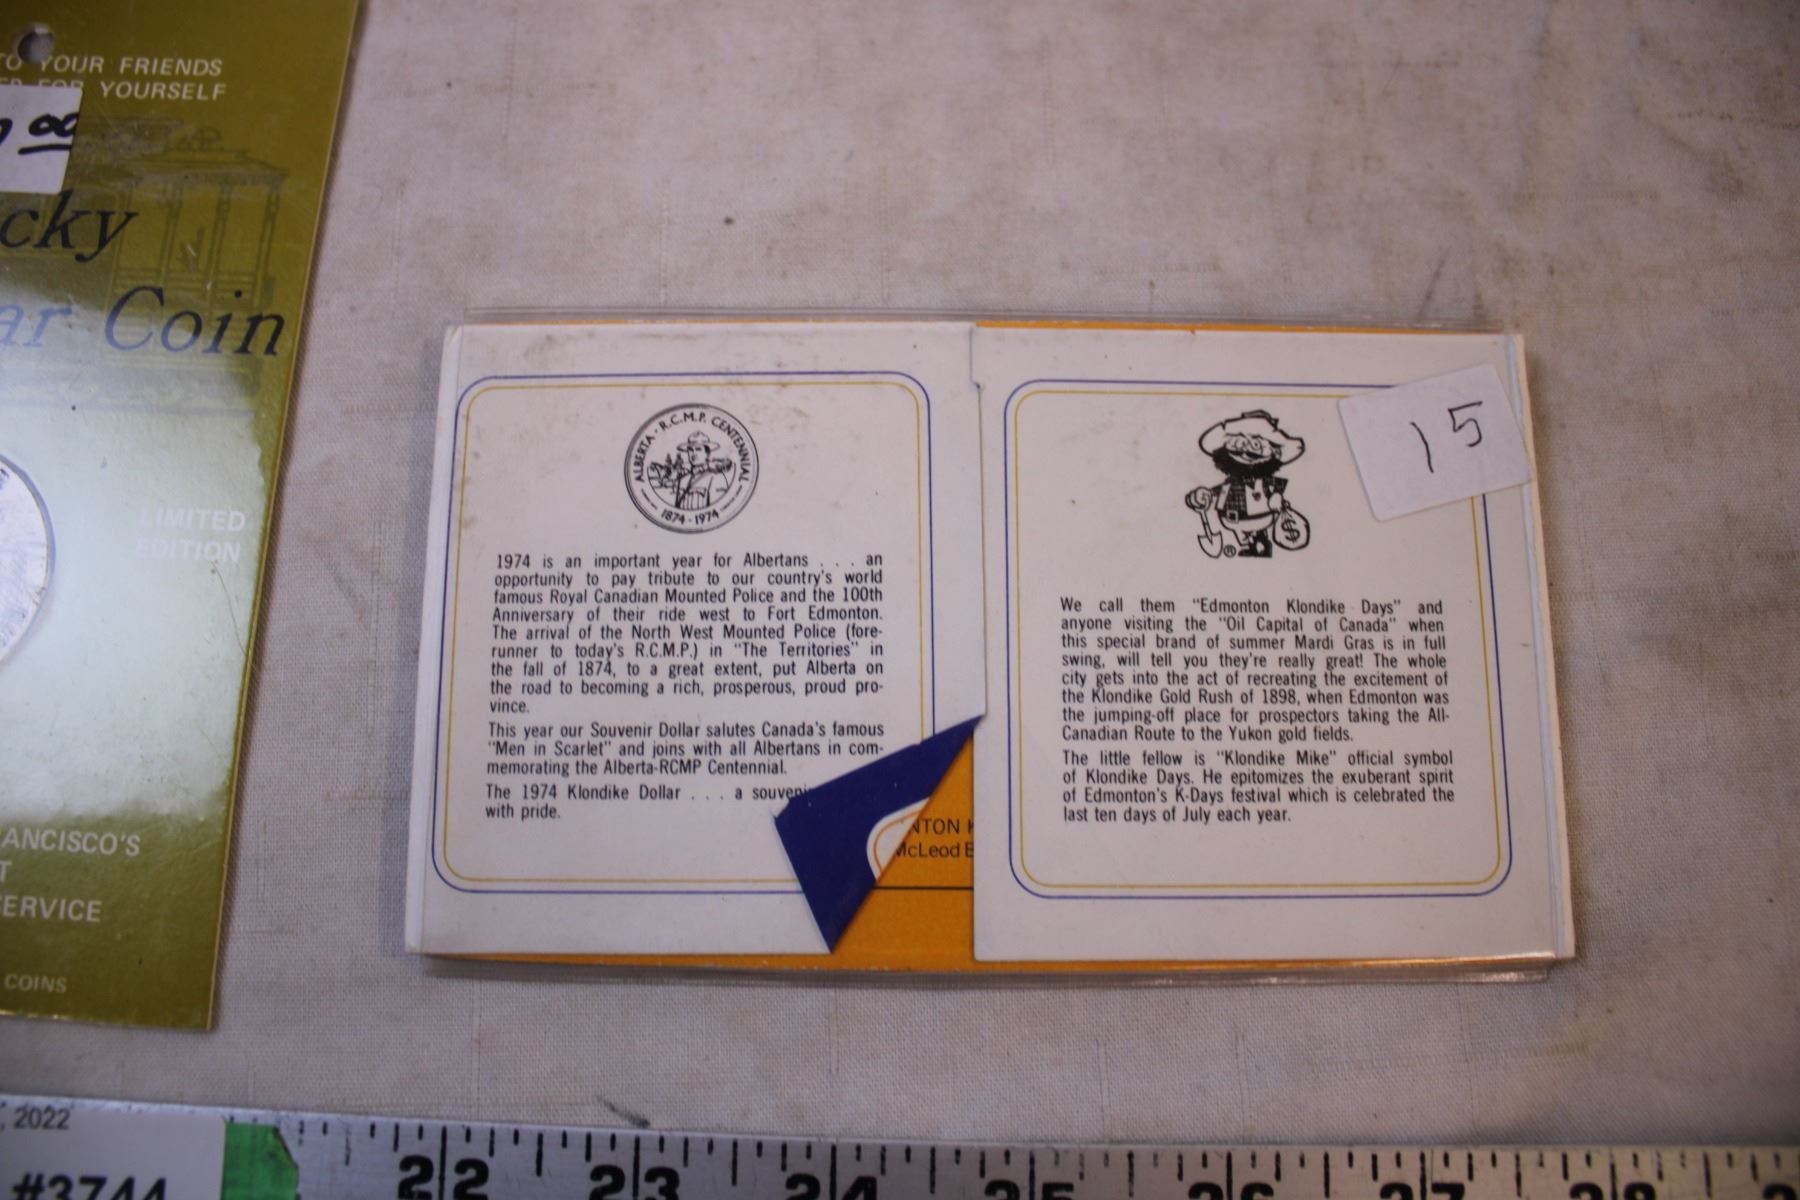 TO YOUR FRIENDS
FOR YOURSELF
00
cky
ar Coin
LIMITED
EDITION
ANCISCO'S
T
ERVICE
COINS
ALBERTA - R.C.M.P. CENTENNIAL
1874 - 1974
1974 is an important year for Albertans . . . an
opportunity to pay tribute to our country's world
famous Royal Canadian Mounted Police and the 100th
Anniversary of their ride west to Fort Edmonton.
The arrival of the North West Mounted Police (fore-
runner to today's R.C.M.P.) in "The Territories" in
the fall of 1874, to a great extent, put Alberta on
the road to becoming a rich, prosperous, proud pro-
vince.
This year our Souvenir Dollar salutes Canada's famous
"Men in Scarlet" and joins with all Albertans in com-
memorating the Alberta-RCMP Centennial.
The 1974 Klondike Dollar . . . a souveni
with pride.
NTON K
McLeod B
15
$
®
We call them "Edmonton Klondike Days" and
anyone visiting the "Oil Capital of Canada" when
this special brand of summer Mardi Gras is in full
swing, will tell you they're really great! The whole
city gets into the act of recreating the excitement of
the Klondike Gold Rush of 1898, when Edmonton was
the jumping-off place for prospectors taking the All-
Canadian Route to the Yukon gold fields.
The little fellow is "Klondike Mike" official symbol
of Klondike Days. He epitomizes the exuberant spirit
of Edmonton's K-Days festival which is celebrated the
last ten days of July each year.
, 2022
#3744
22 23 24 25 26 27 28